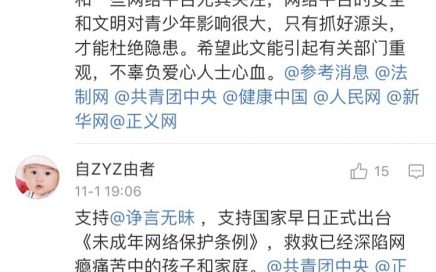 和一些网络平台尤其关注，网络平台的安全
和文明对青少年影响很大，只有抓好源头，
才能杜绝隐患。希望此文能引起有关部门重
观，不辜负爱心人士心血。@参考消息 @法
制网 @共青团中央 @健康中国 @人民网 @新
华网@正义网
自ZYZ由者
15
11-1 19:06
支持@诤言无昧 ，支持国家早日正式出台
《未成年网络保护条例》，救救已经深陷网
瘾痛苦中的孩子和家庭。@共青团中央 @正